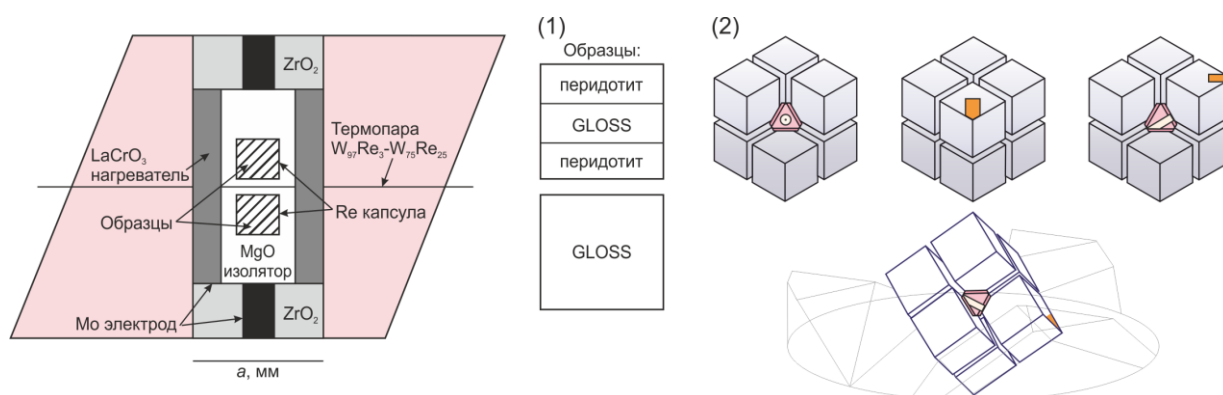 ZrO₂
LaCrO₃
нагреватель
Термопара
W₉₇Re₃-W₇₅Re₂₅
Образцы
Re капсула
MgO
изолятор
Mo электрод
ZrO₂
a, мм
(1)
Образцы:
перидотит
GLOSS
перидотит
GLOSS
(2)